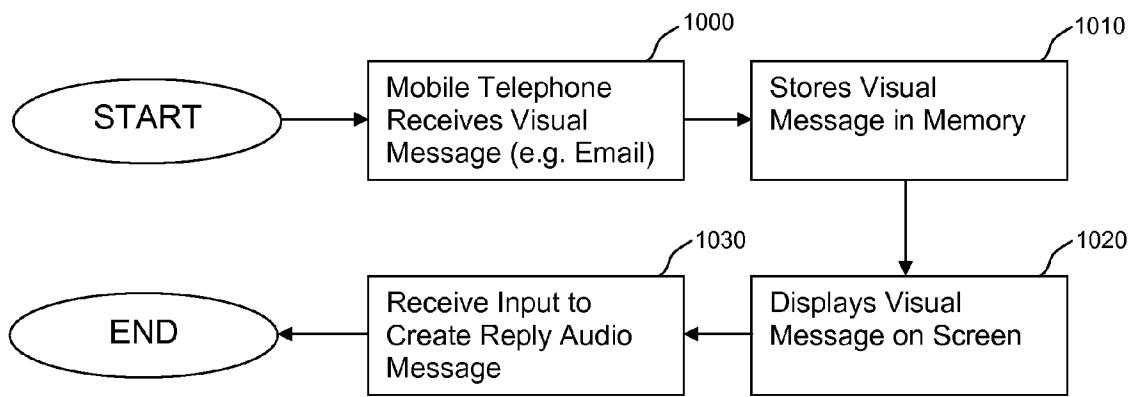 START
1000
Mobile Telephone
Receives Visual
Message (e.g. Email)
1010
Stores Visual
Message in Memory
1020
Displays Visual
Message on Screen
1030
Receive Input to
Create Reply Audio
Message
END